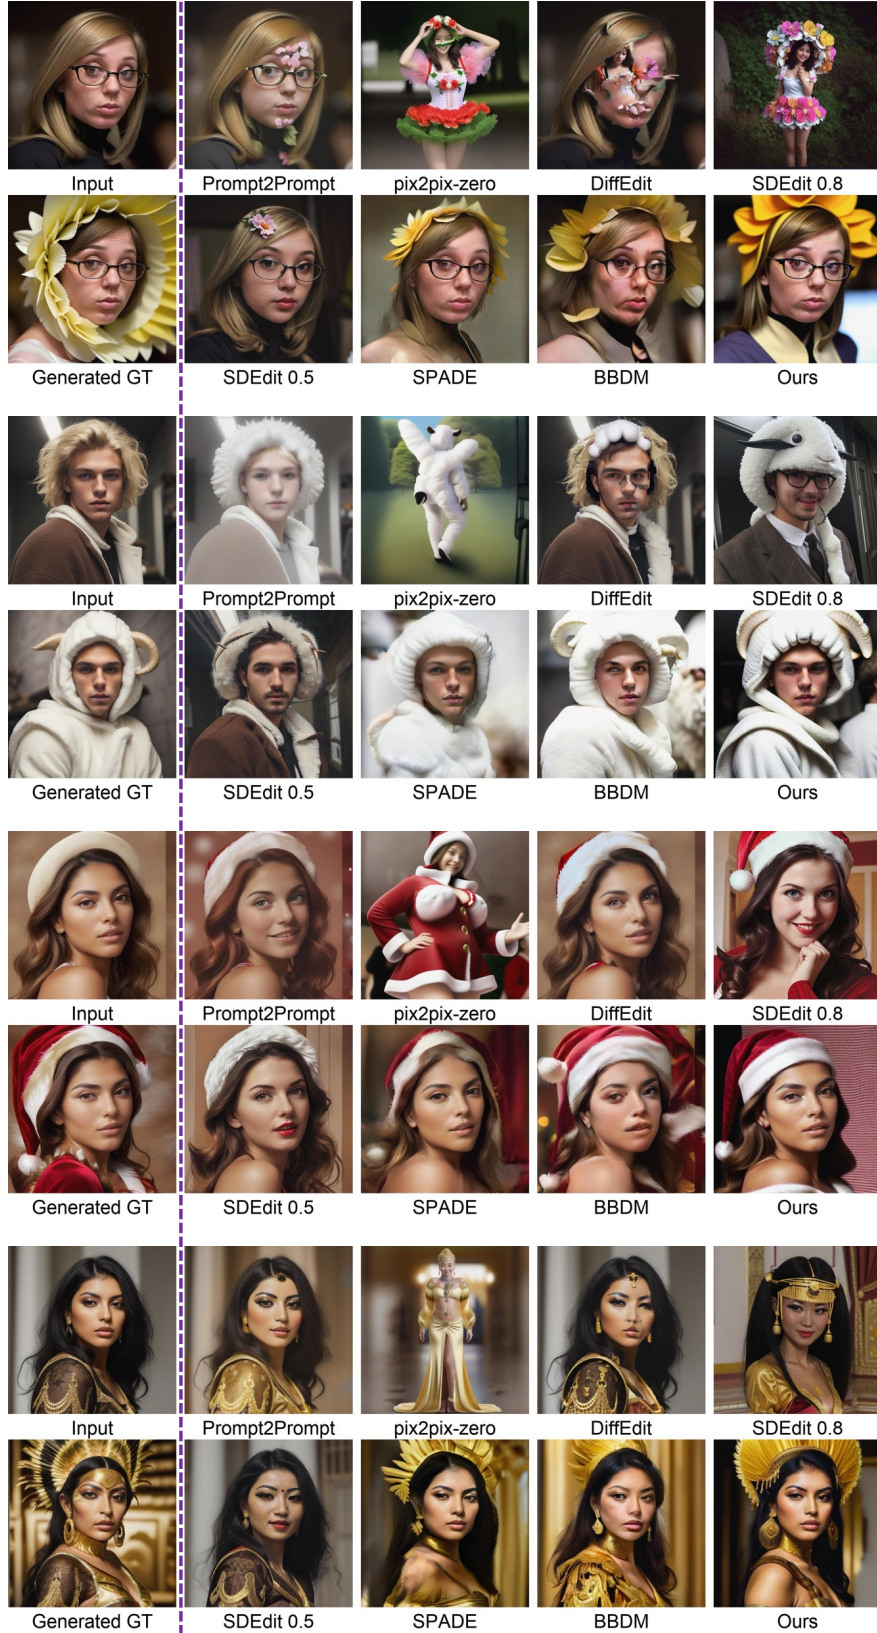 Input Prompt2Prompt pix2pix-zero DiffEdit SDEdit 0.8
Generated GT SDEdit 0.5 SPADE BBDM Ours
Input Prompt2Prompt pix2pix-zero DiffEdit SDEdit 0.8
Generated GT SDEdit 0.5 SPADE BBDM Ours
Input Prompt2Prompt pix2pix-zero DiffEdit SDEdit 0.8
Generated GT SDEdit 0.5 SPADE BBDM Ours
Input Prompt2Prompt pix2pix-zero DiffEdit SDEdit 0.8
Generated GT SDEdit 0.5 SPADE BBDM Ours